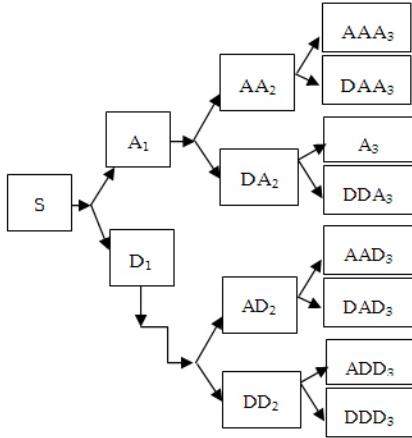 AAA₃
AA₂
DAA₃
A₁
A₃
DA₂
DDA₃
S
D₁
AAD₃
AD₂
DAD₃
ADD₃
DD₂
DDD₃